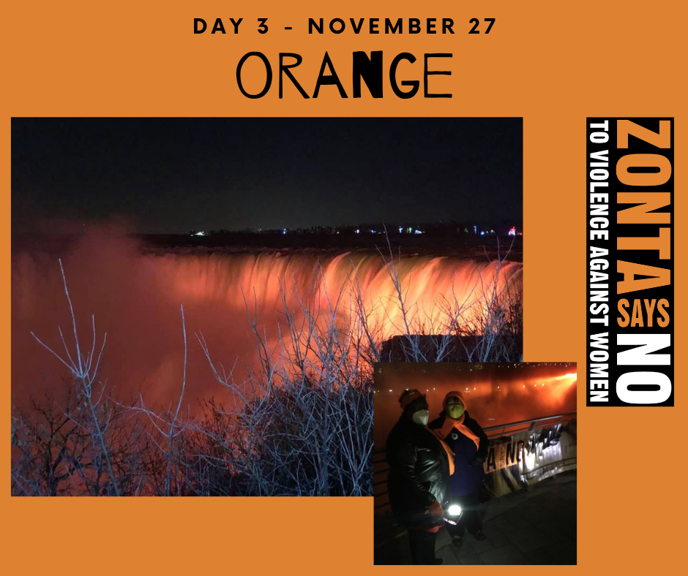 DAY 3 - NOVEMBER 27
ORANGE
ZONTA
SAYS NO
TO VIOLENCE AGAINST WOMEN